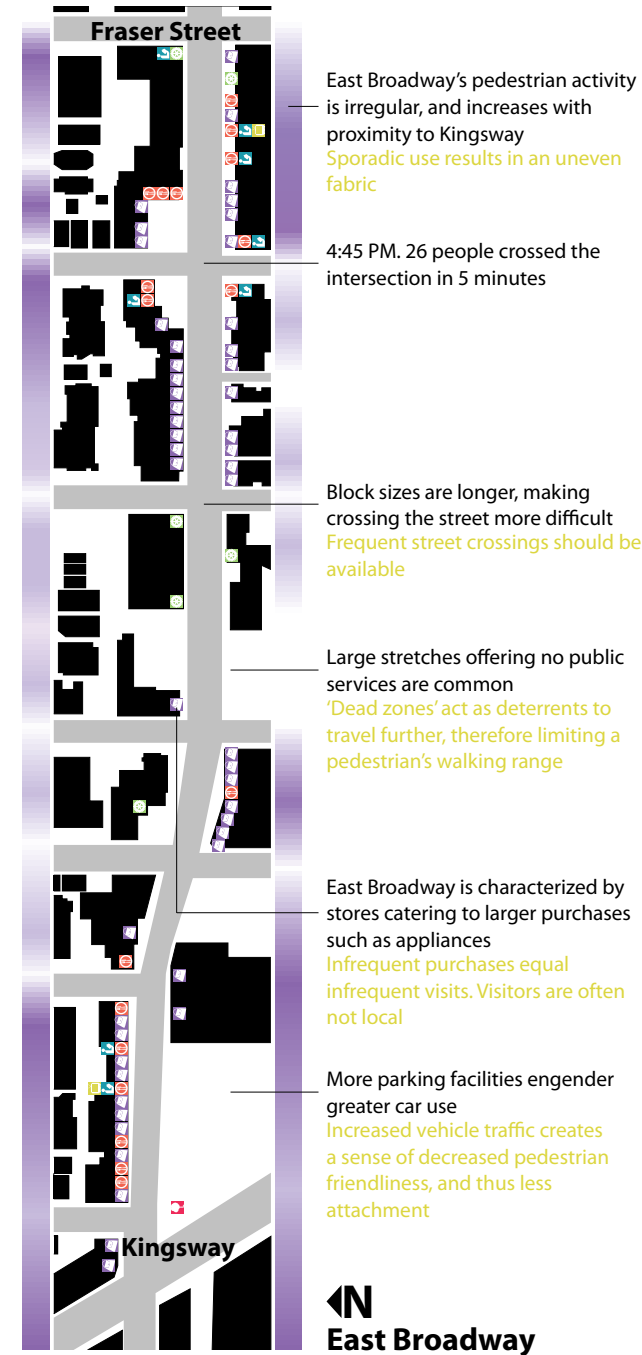 Fraser Street
East Broadway’s pedestrian activity
is irregular, and increases with
proximity to Kingsway
Sporadic use results in an uneven
fabric
4:45 PM. 26 people crossed the
intersection in 5 minutes
Block sizes are longer, making
crossing the street more difficult
Frequent street crossings should be
available
Large stretches offering no public
services are common
‘Dead zones’ act as deterrents to
travel further, therefore limiting a
pedestrian’s walking range
East Broadway is characterized by
stores catering to larger purchases
such as appliances
Infrequent purchases equal
infrequent visits. Visitors are often
not local
More parking facilities engender
greater car use
Increased vehicle traffic creates
a sense of decreased pedestrian
friendliness, and thus less
attachment
Kingsway
N
East Broadway